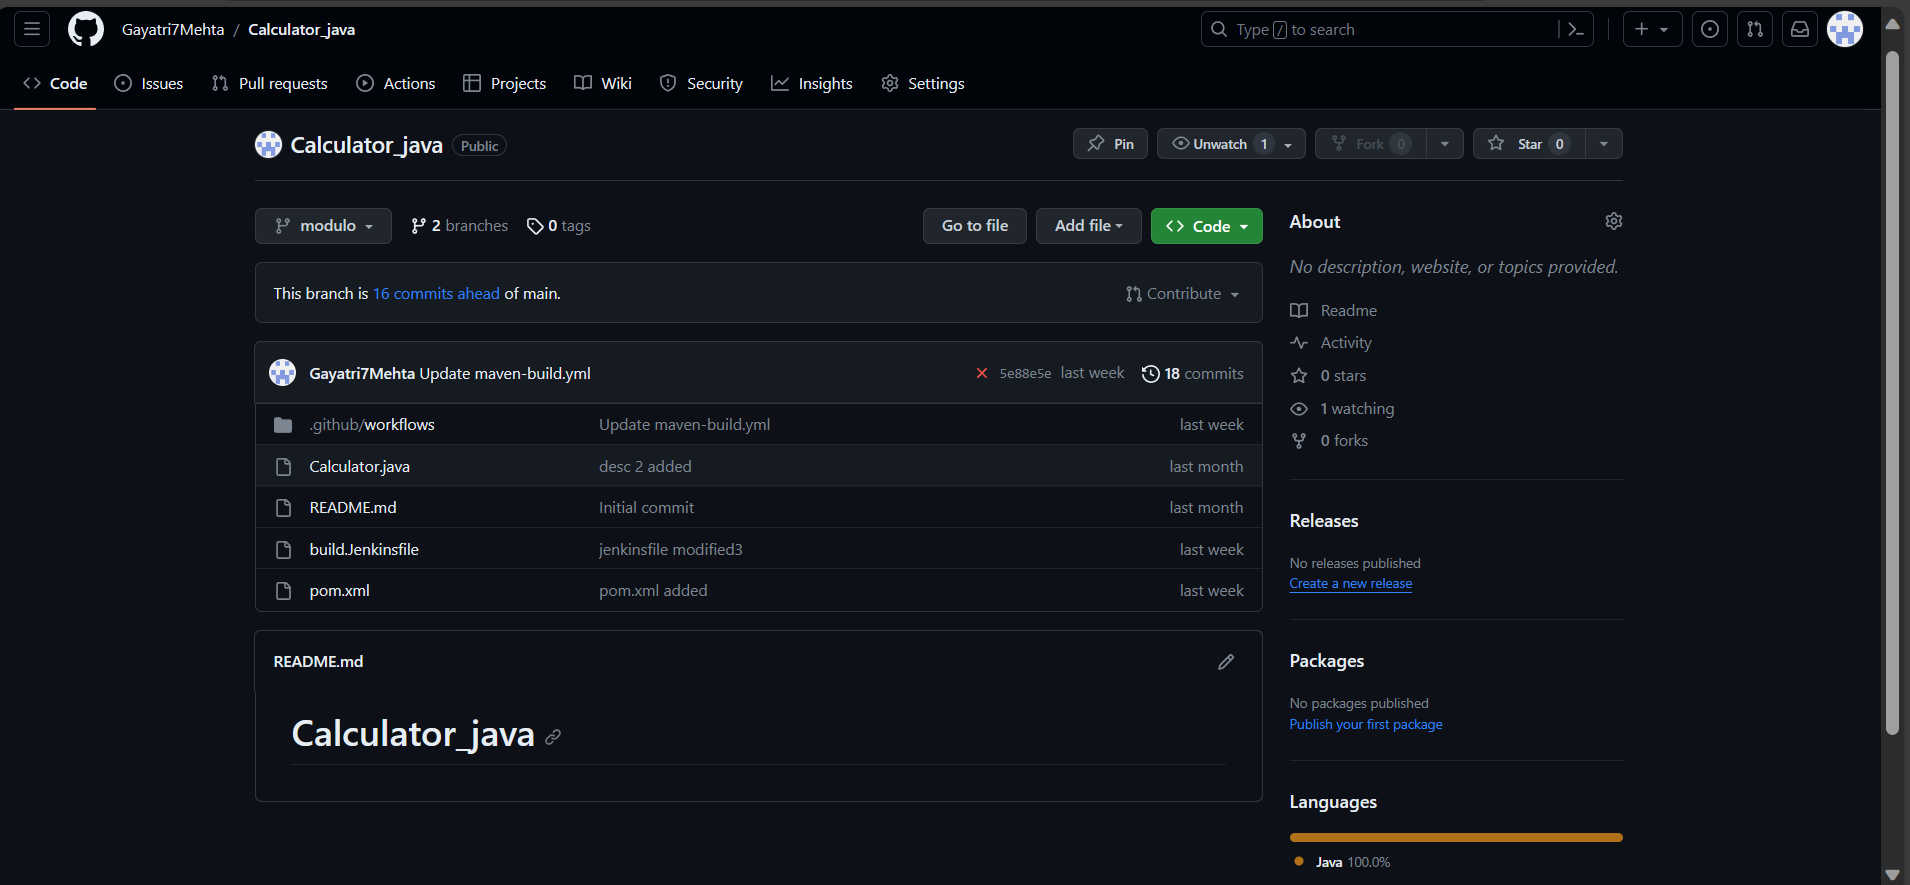 Gayatri7Mehta / Calculator_java
Type / to search
Code Issues Pull requests Actions Projects Wiki Security Insights Settings
Calculator_java Public
Pin Unwatch 1 Fork 0 Star 0
modulo 2 branches 0 tags
Go to file Add file Code
This branch is 16 commits ahead of main.
Contribute
Gayatri7Mehta Update maven-build.yml 5e88e5e last week 18 commits
.github/workflows Update maven-build.yml last week
Calculator.java desc 2 added last month
README.md Initial commit last month
build.Jenkinsfile jenkinsfile modified3 last week
pom.xml pom.xml added last week
README.md
Calculator_java
About
No description, website, or topics provided.
Readme
Activity
0 stars
1 watching
0 forks
Releases
No releases published
Create a new release
Packages
No packages published
Publish your first package
Languages
Java 100.0%